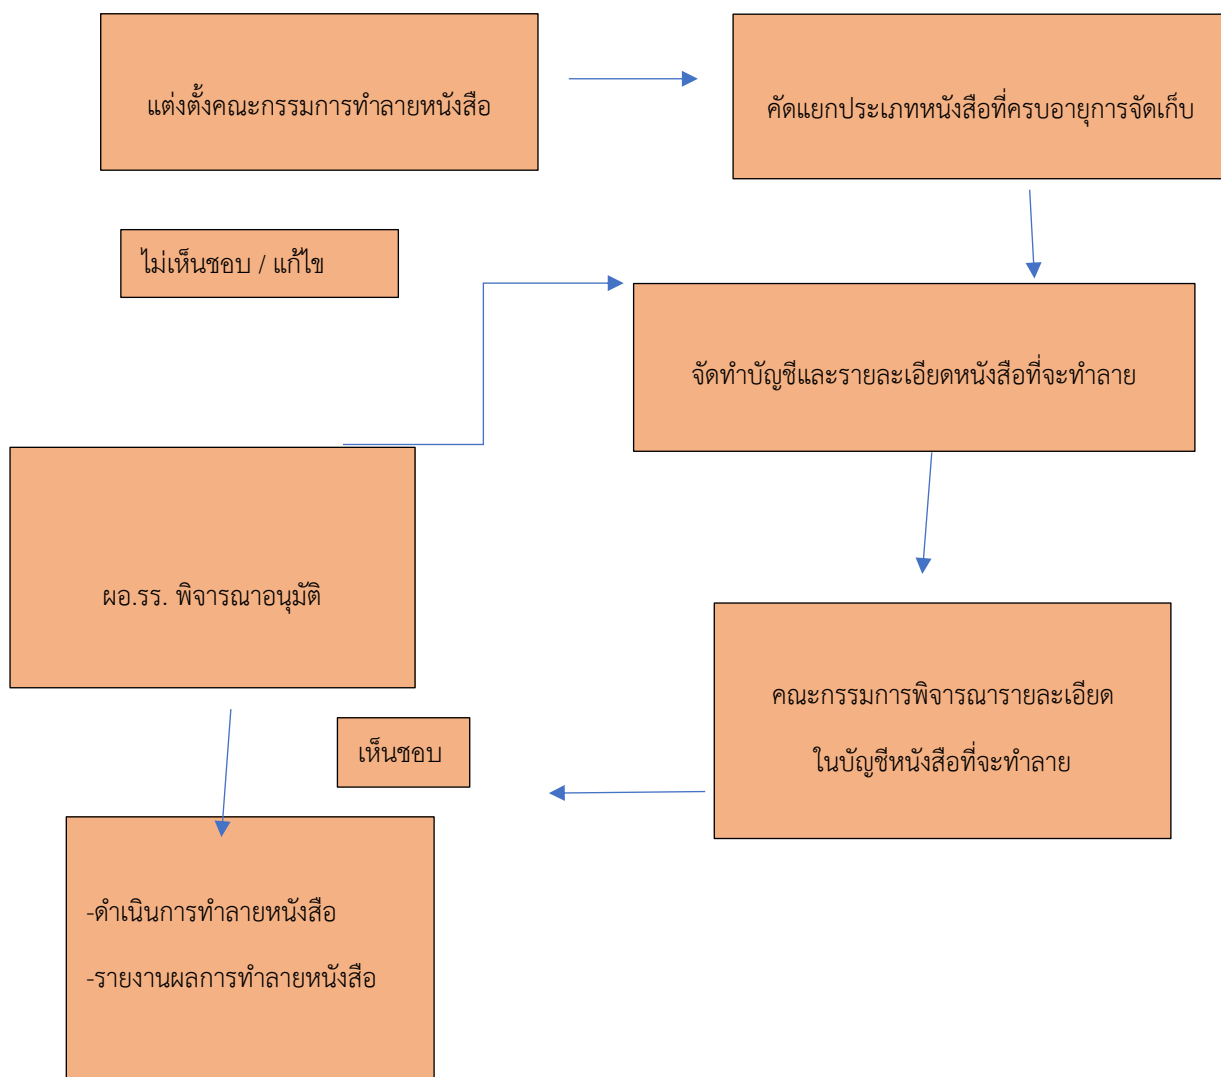 แต่งตั้งคณะกรรมการทำลายหนังสือ
คัดแยกประเภทหนังสือที่ครบอายุการจัดเก็บ
ไม่เห็นชอบ / แก้ไข
จัดทำบัญชีและรายละเอียดหนังสือที่จะทำลาย
ผอ.รร. พิจารณาอนุมัติ
คณะกรรมการพิจารณารายละเอียด
ในบัญชีหนังสือที่จะทำลาย
เห็นชอบ
-ดำเนินการทำลายหนังสือ
-รายงานผลการทำลายหนังสือ